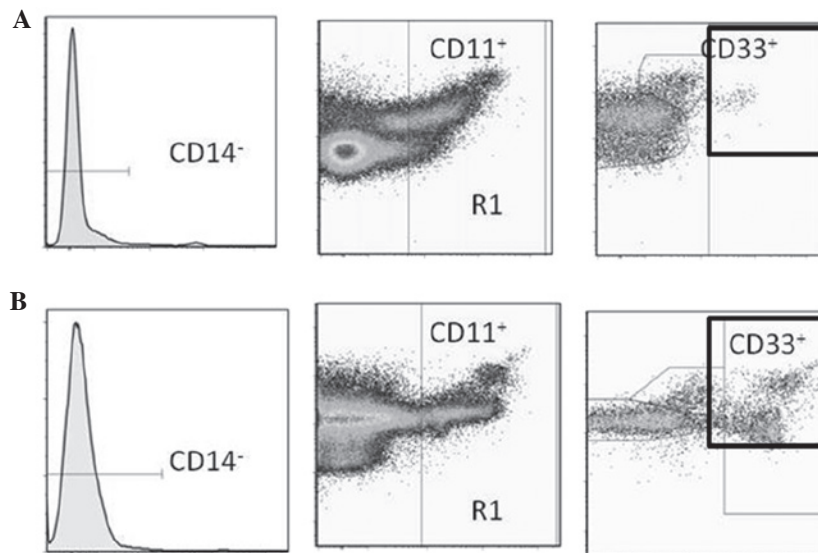 A
CD14-
CD11+
R1
CD33+
B
CD14-
CD11+
R1
CD33+